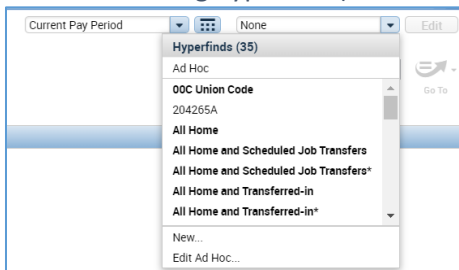 Current Pay Period None Edit
Hyperfinds (35)
Ad Hoc
00C Union Code
Go To
204265A
All Home
All Home and Scheduled Job Transfers
All Home and Scheduled Job Transfers*
All Home and Transferred-in
All Home and Transferred-in*
New...
Edit Ad Hoc...